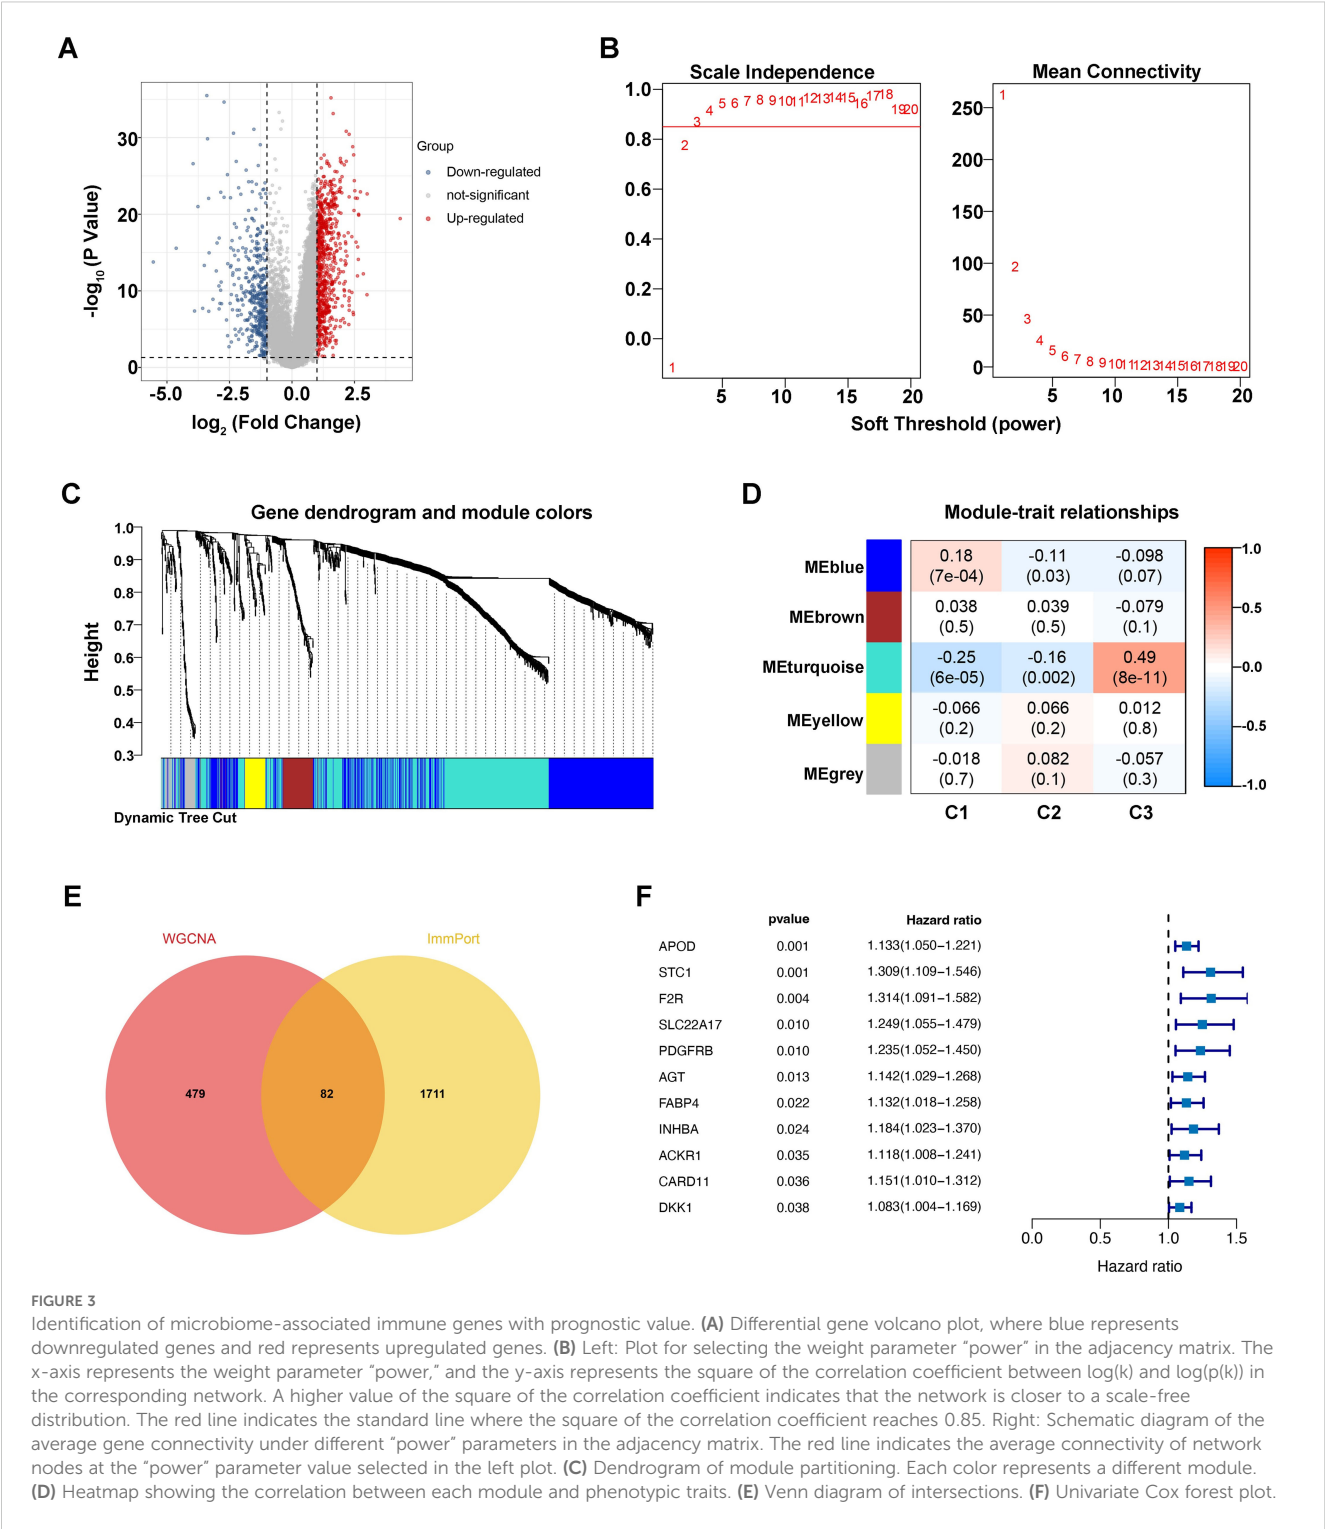 A
-log10 (P Value)
30
20
10
0
-5.0 -2.5 0.0 2.5
log2 (Fold Change)
Group
Down-regulated
not-significant
Up-regulated
B
Scale Independence
1.0
0.8
0.6
0.4
0.2
0.0
1 2 3 4 5 6 7 8 9 10 11 12 13 14 15 16 17 18 19 20
5 10 15 20
Mean Connectivity
250
200
150
100
50
0
1 2 3 4 5 6 7 8 9 10 11 12 13 14 15 16 17 18 19 20
5 10 15 20
Soft Threshold (power)
C
Gene dendrogram and module colors
Height
1.0
0.9
0.8
0.7
0.6
0.5
0.4
0.3
Dynamic Tree Cut
D
Module-trait relationships
MEblue 0.18 -0.11 -0.098
(7e-04) (0.03) (0.07)
MEbrown 0.038 0.039 -0.079
(0.5) (0.5) (0.1)
MEturquoise -0.25 -0.16 0.49
(6e-05) (0.002) (8e-11)
MEyellow -0.066 0.066 0.012
(0.2) (0.2) (0.8)
MEgrey -0.018 0.082 -0.057
(0.7) (0.1) (0.3)
C1 C2 C3
1.0
0.5
0.0
-0.5
-1.0
E
WGCNA ImmPort
479 82 1711
F
pvalue Hazard ratio
APOD 0.001 1.133(1.050−1.221)
STC1 0.001 1.309(1.109−1.546)
F2R 0.004 1.314(1.091−1.582)
SLC22A17 0.010 1.249(1.055−1.479)
PDGFRB 0.010 1.235(1.052−1.450)
AGT 0.013 1.142(1.029−1.268)
FABP4 0.022 1.132(1.018−1.258)
INHBA 0.024 1.184(1.023−1.370)
ACKR1 0.035 1.118(1.008−1.241)
CARD11 0.036 1.151(1.010−1.312)
DKK1 0.038 1.083(1.004−1.169)
0.0 0.5 1.0 1.5
Hazard ratio
FIGURE 3
Identification of microbiome-associated immune genes with prognostic value. (A) Differential gene volcano plot, where blue represents
downregulated genes and red represents upregulated genes. (B) Left: Plot for selecting the weight parameter “power” in the adjacency matrix. The
x-axis represents the weight parameter “power,” and the y-axis represents the square of the correlation coefficient between log(k) and log(p(k)) in
the corresponding network. A higher value of the square of the correlation coefficient indicates that the network is closer to a scale-free
distribution. The red line indicates the standard line where the square of the correlation coefficient reaches 0.85. Right: Schematic diagram of the
average gene connectivity under different “power” parameters in the adjacency matrix. The red line indicates the average connectivity of network
nodes at the “power” parameter value selected in the left plot. (C) Dendrogram of module partitioning. Each color represents a different module.
(D) Heatmap showing the correlation between each module and phenotypic traits. (E) Venn diagram of intersections. (F) Univariate Cox forest plot.